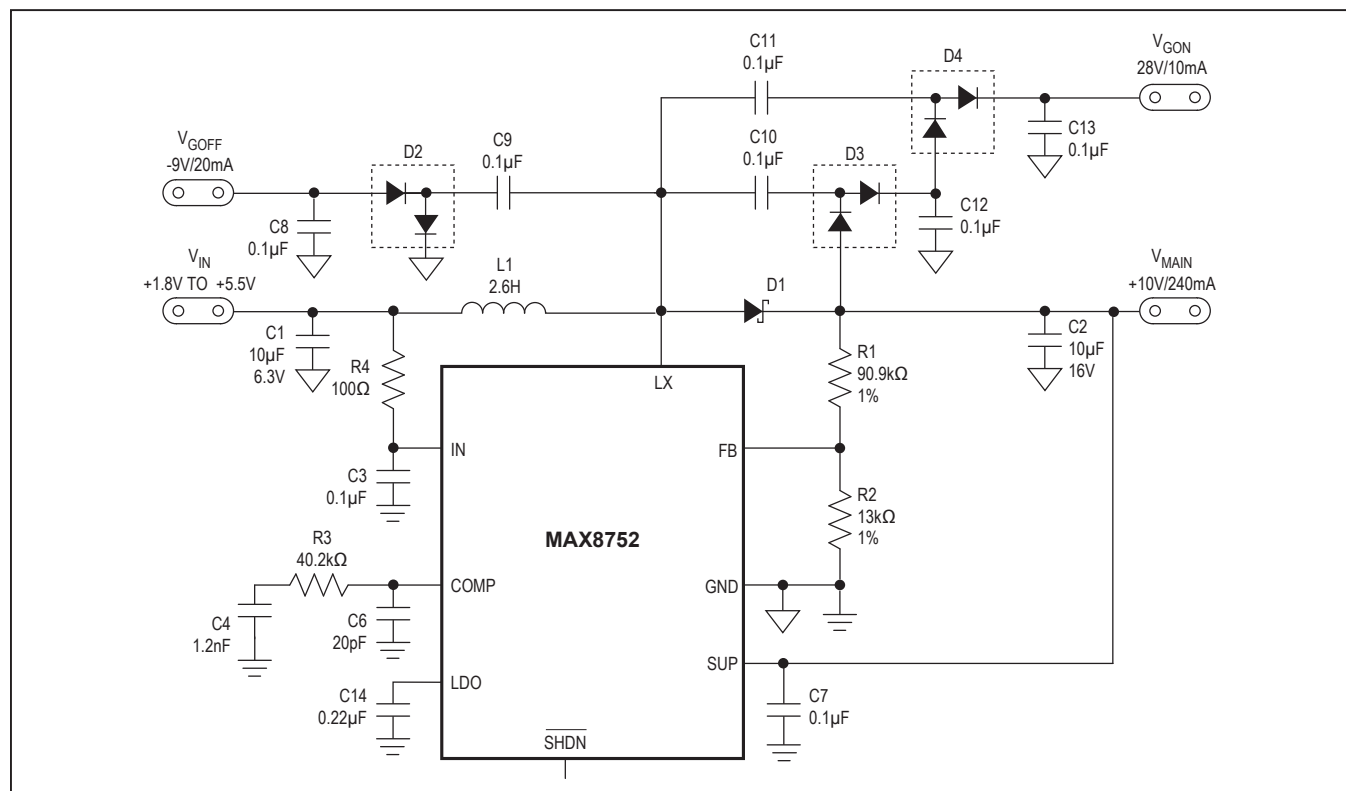 C11
0.1µF
D4
VGON
28V/10mA
C13
0.1µF
VGOFF
-9V/20mA
D2
C9
0.1µF
C10
0.1µF
D3
C8
0.1µF
C12
0.1µF
VIN
+1.8V TO +5.5V
L1
2.6H
D1
VMAIN
+10V/240mA
C1
10µF
6.3V
R4
100Ω
LX
R1
90.9kΩ
1%
C2
10µF
16V
IN
FB
C3
0.1µF
R2
13kΩ
1%
MAX8752
R3
40.2kΩ
COMP
GND
C4
1.2nF
C6
20pF
SUP
LDO
C14
0.22µF
C7
0.1µF
SHDN